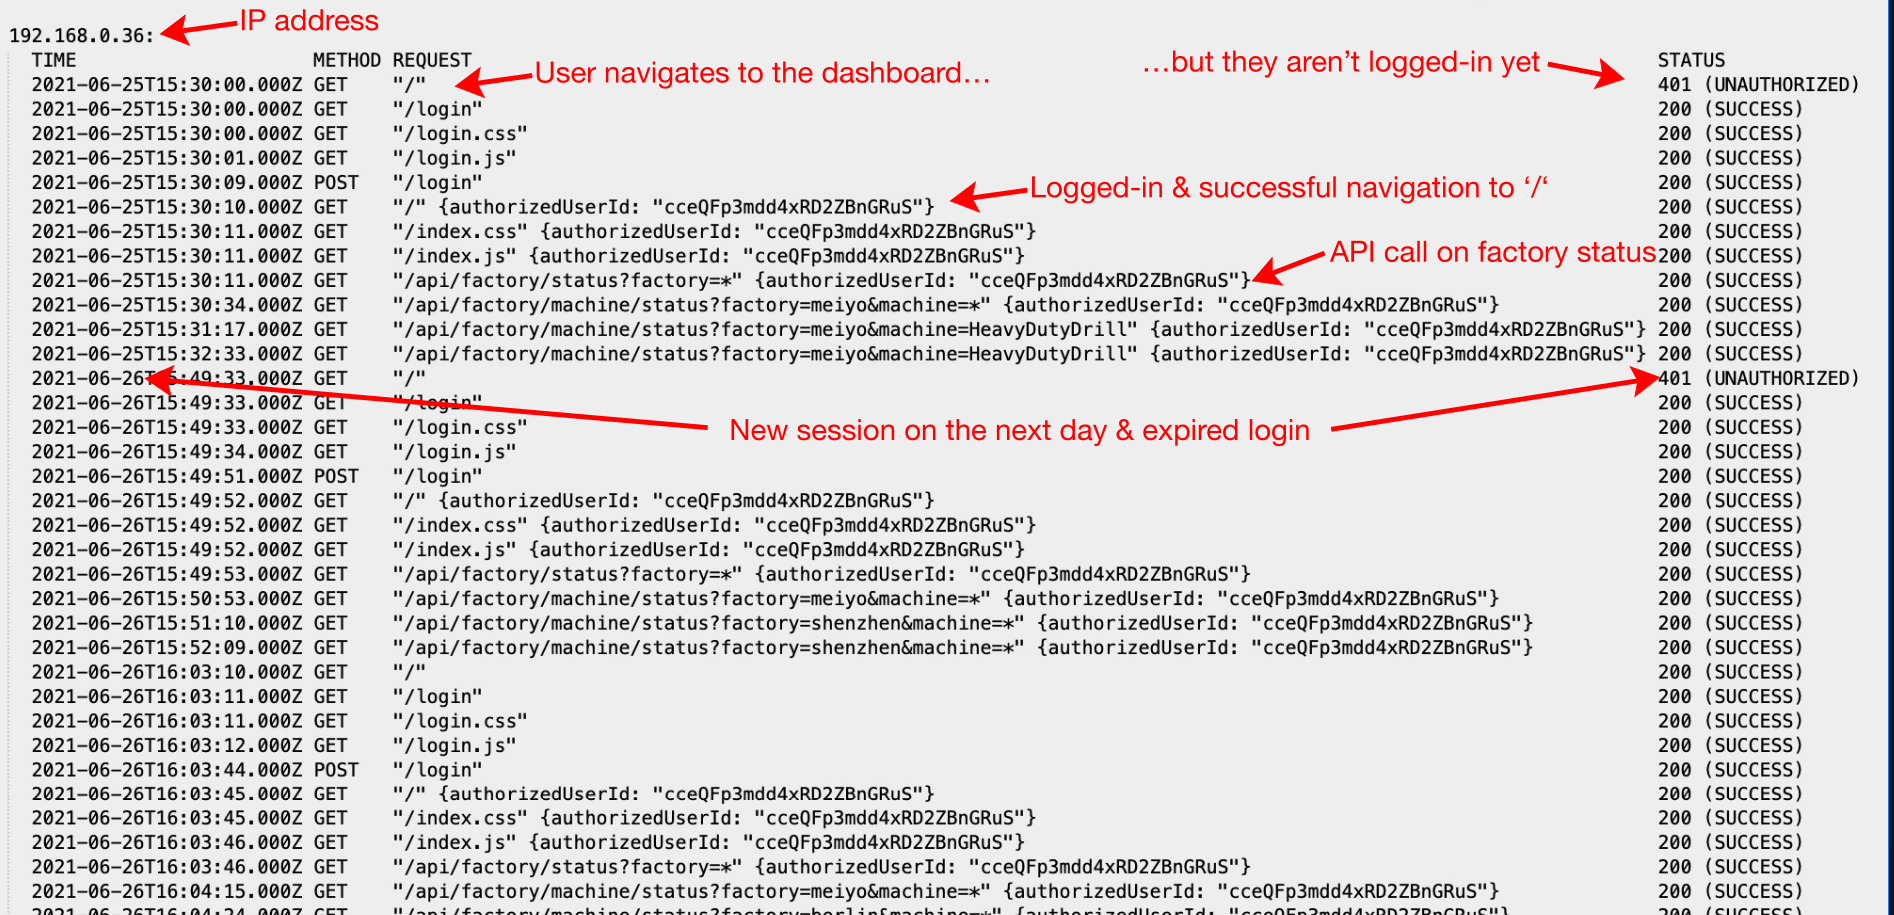 IP address
192.168.0.36:
TIME METHOD REQUEST STATUS
User navigates to the dashboard...
...but they aren't logged-in yet
2021-06-25T15:30:00.000Z GET "/" 401 (UNAUTHORIZED)
2021-06-25T15:30:00.000Z GET "/login" 200 (SUCCESS)
2021-06-25T15:30:00.000Z GET "/login.css" 200 (SUCCESS)
2021-06-25T15:30:01.000Z GET "/login.js" 200 (SUCCESS)
2021-06-25T15:30:09.000Z POST "/login" 200 (SUCCESS)
Logged-in & successful navigation to ‘/‘
2021-06-25T15:30:10.000Z GET "/" {authorizedUserId: "cceQFp3mdd4xRD2ZBnGRuS"} 200 (SUCCESS)
2021-06-25T15:30:11.000Z GET "/index.css" {authorizedUserId: "cceQFp3mdd4xRD2ZBnGRuS"} 200 (SUCCESS)
API call on factory status
2021-06-25T15:30:11.000Z GET "/index.js" {authorizedUserId: "cceQFp3mdd4xRD2ZBnGRuS"} 200 (SUCCESS)
2021-06-25T15:30:11.000Z GET "/api/factory/status?factory=*" {authorizedUserId: "cceQFp3mdd4xRD2ZBnGRuS"} 200 (SUCCESS)
2021-06-25T15:30:34.000Z GET "/api/factory/machine/status?factory=meiyo&machine=*" {authorizedUserId: "cceQFp3mdd4xRD2ZBnGRuS"} 200 (SUCCESS)
2021-06-25T15:31:17.000Z GET "/api/factory/machine/status?factory=meiyo&machine=HeavyDutyDrill" {authorizedUserId: "cceQFp3mdd4xRD2ZBnGRuS"} 200 (SUCCESS)
2021-06-25T15:32:33.000Z GET "/api/factory/machine/status?factory=meiyo&machine=HeavyDutyDrill" {authorizedUserId: "cceQFp3mdd4xRD2ZBnGRuS"} 200 (SUCCESS)
2021-06-26T15:49:33.000Z GET "/" 401 (UNAUTHORIZED)
2021-06-26T15:49:33.000Z GET "/login" 200 (SUCCESS)
2021-06-26T15:49:33.000Z GET "/login.css" 200 (SUCCESS)
New session on the next day & expired login
2021-06-26T15:49:34.000Z GET "/login.js" 200 (SUCCESS)
2021-06-26T15:49:51.000Z POST "/login" 200 (SUCCESS)
2021-06-26T15:49:52.000Z GET "/" {authorizedUserId: "cceQFp3mdd4xRD2ZBnGRuS"} 200 (SUCCESS)
2021-06-26T15:49:52.000Z GET "/index.css" {authorizedUserId: "cceQFp3mdd4xRD2ZBnGRuS"} 200 (SUCCESS)
2021-06-26T15:49:52.000Z GET "/index.js" {authorizedUserId: "cceQFp3mdd4xRD2ZBnGRuS"} 200 (SUCCESS)
2021-06-26T15:49:53.000Z GET "/api/factory/status?factory=*" {authorizedUserId: "cceQFp3mdd4xRD2ZBnGRuS"} 200 (SUCCESS)
2021-06-26T15:50:53.000Z GET "/api/factory/machine/status?factory=meiyo&machine=*" {authorizedUserId: "cceQFp3mdd4xRD2ZBnGRuS"} 200 (SUCCESS)
2021-06-26T15:51:10.000Z GET "/api/factory/machine/status?factory=shenzhen&machine=*" {authorizedUserId: "cceQFp3mdd4xRD2ZBnGRuS"} 200 (SUCCESS)
2021-06-26T15:52:09.000Z GET "/api/factory/machine/status?factory=shenzhen&machine=*" {authorizedUserId: "cceQFp3mdd4xRD2ZBnGRuS"} 200 (SUCCESS)
2021-06-26T16:03:10.000Z GET "/" 200 (SUCCESS)
2021-06-26T16:03:11.000Z GET "/login" 200 (SUCCESS)
2021-06-26T16:03:11.000Z GET "/login.css" 200 (SUCCESS)
2021-06-26T16:03:12.000Z GET "/login.js" 200 (SUCCESS)
2021-06-26T16:03:44.000Z POST "/login" 200 (SUCCESS)
2021-06-26T16:03:45.000Z GET "/" {authorizedUserId: "cceQFp3mdd4xRD2ZBnGRuS"} 200 (SUCCESS)
2021-06-26T16:03:45.000Z GET "/index.css" {authorizedUserId: "cceQFp3mdd4xRD2ZBnGRuS"} 200 (SUCCESS)
2021-06-26T16:03:46.000Z GET "/index.js" {authorizedUserId: "cceQFp3mdd4xRD2ZBnGRuS"} 200 (SUCCESS)
2021-06-26T16:03:46.000Z GET "/api/factory/status?factory=*" {authorizedUserId: "cceQFp3mdd4xRD2ZBnGRuS"} 200 (SUCCESS)
2021-06-26T16:04:15.000Z GET "/api/factory/machine/status?factory=meiyo&machine=*" {authorizedUserId: "cceQFp3mdd4xRD2ZBnGRuS"} 200 (SUCCESS)
2021-06-26T16:04:24.000Z GET "/api/factory/machine/status?factory=berlin&machine=*" {authorizedUserId: "cceQFp3mdd4xRD2ZBnGRuS"} 200 (SUCCESS)